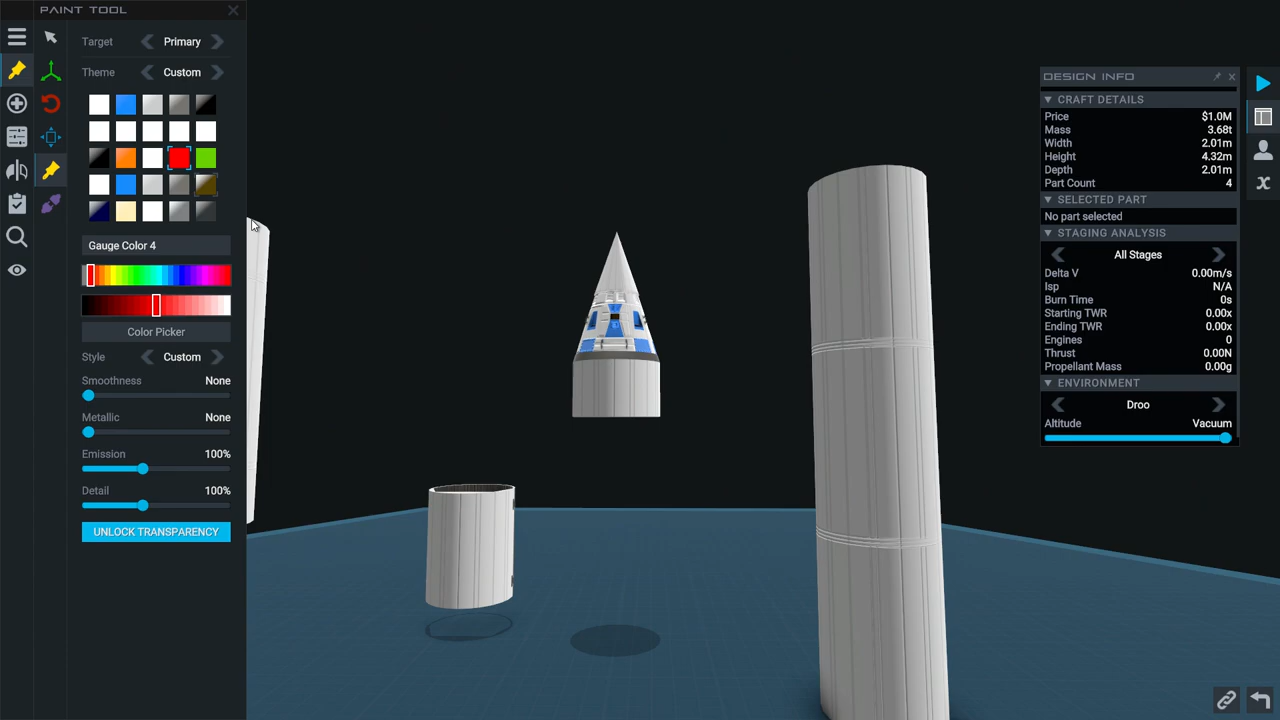 PAINT TOOL
Target Primary
Theme Custom
Gauge Color 4
Color Picker
Style Custom
Smoothness None
Metallic None
Emission 100%
Detail 100%
UNLOCK TRANSPARENCY
DESIGN INFO
CRAFT DETAILS
Price $1.0M
Mass 3.68t
Width 2.01m
Height 4.32m
Depth 2.01m
Part Count 4
SELECTED PART
No part selected
STAGING ANALYSIS
All Stages
Delta V 0.00m/s
Isp N/A
Burn Time 0s
Starting TWR 0.00x
Ending TWR 0.00x
Engines 0
Thrust 0.00N
Propellant Mass 0.00g
ENVIRONMENT
Droo
Altitude Vacuum